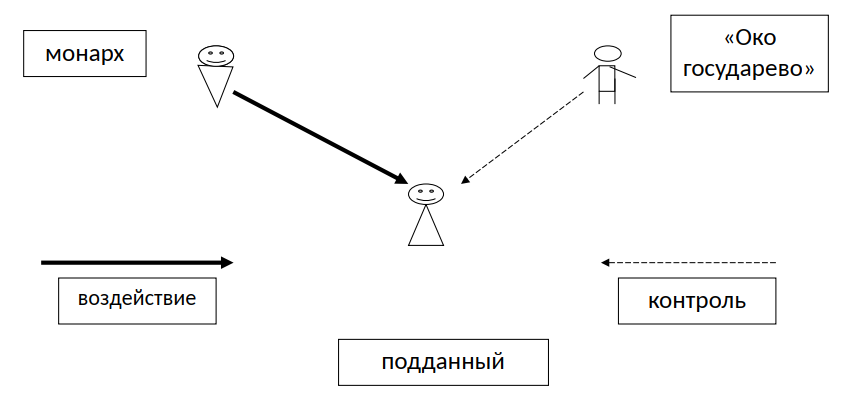 монарх
«Око
государево»
воздействие
контроль
подданный